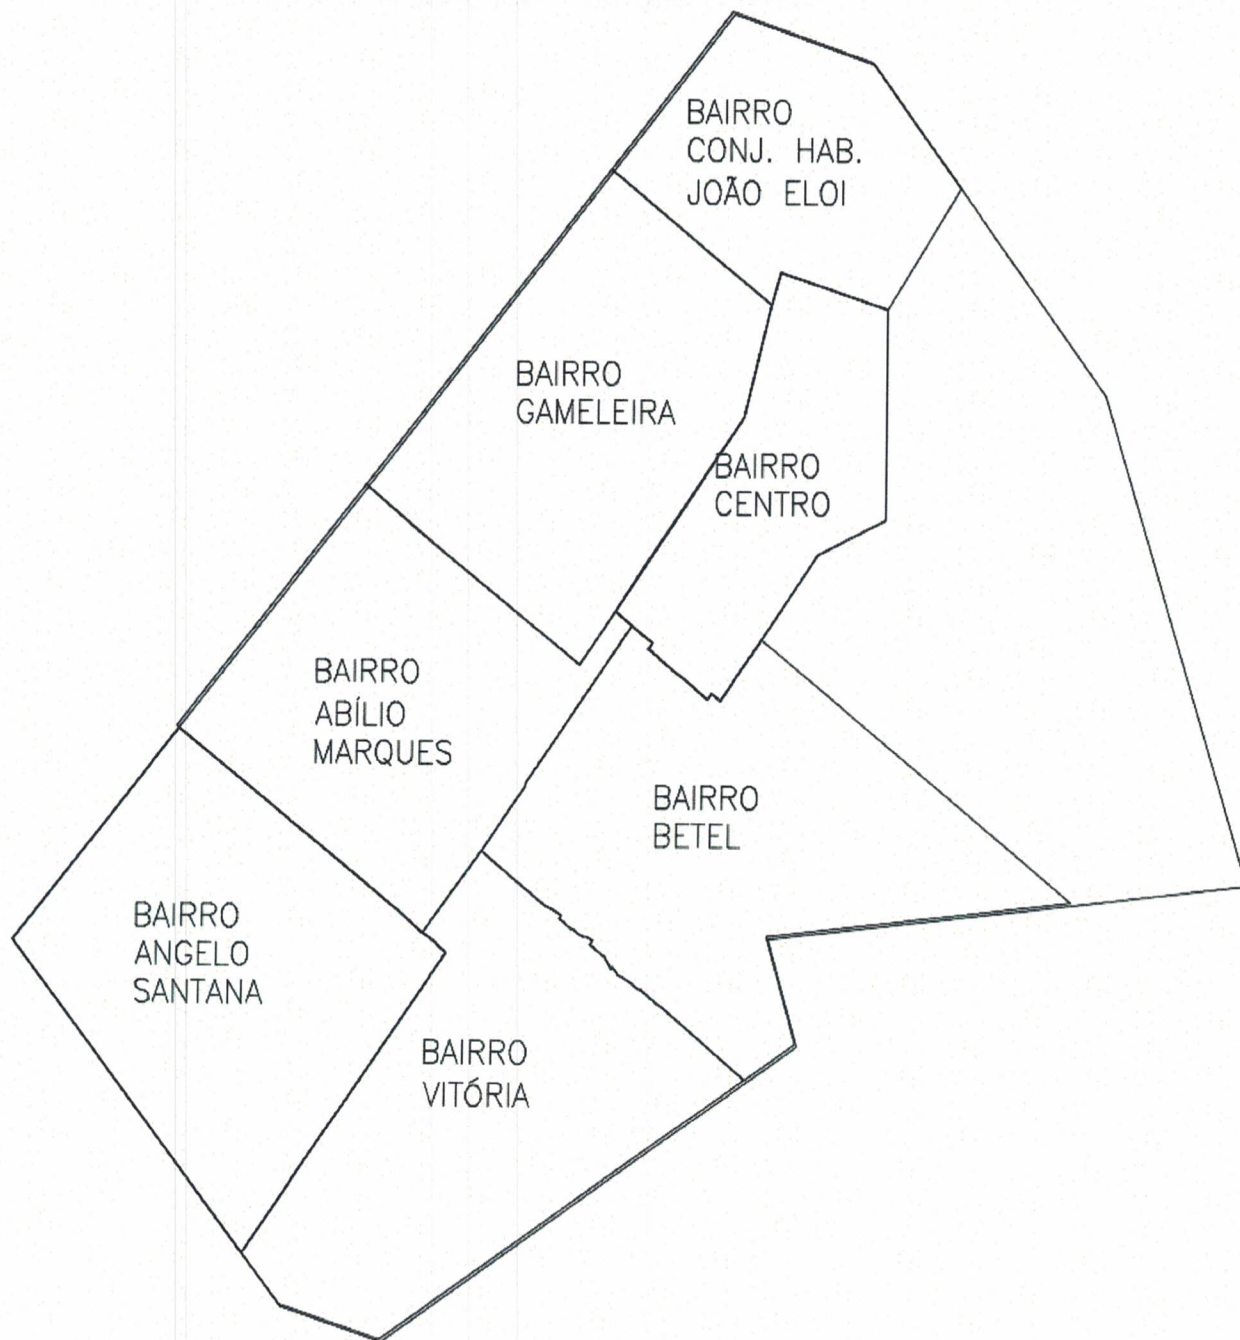 BAIRRO
CONJ. HAB.
JOÃO ELOI
BAIRRO
GAMELEIRA
BAIRRO
CENTRO
BAIRRO
ABÍLIO
MARQUES
BAIRRO
BETEL
BAIRRO
ANGELO
SANTANA
BAIRRO
VITÓRIA